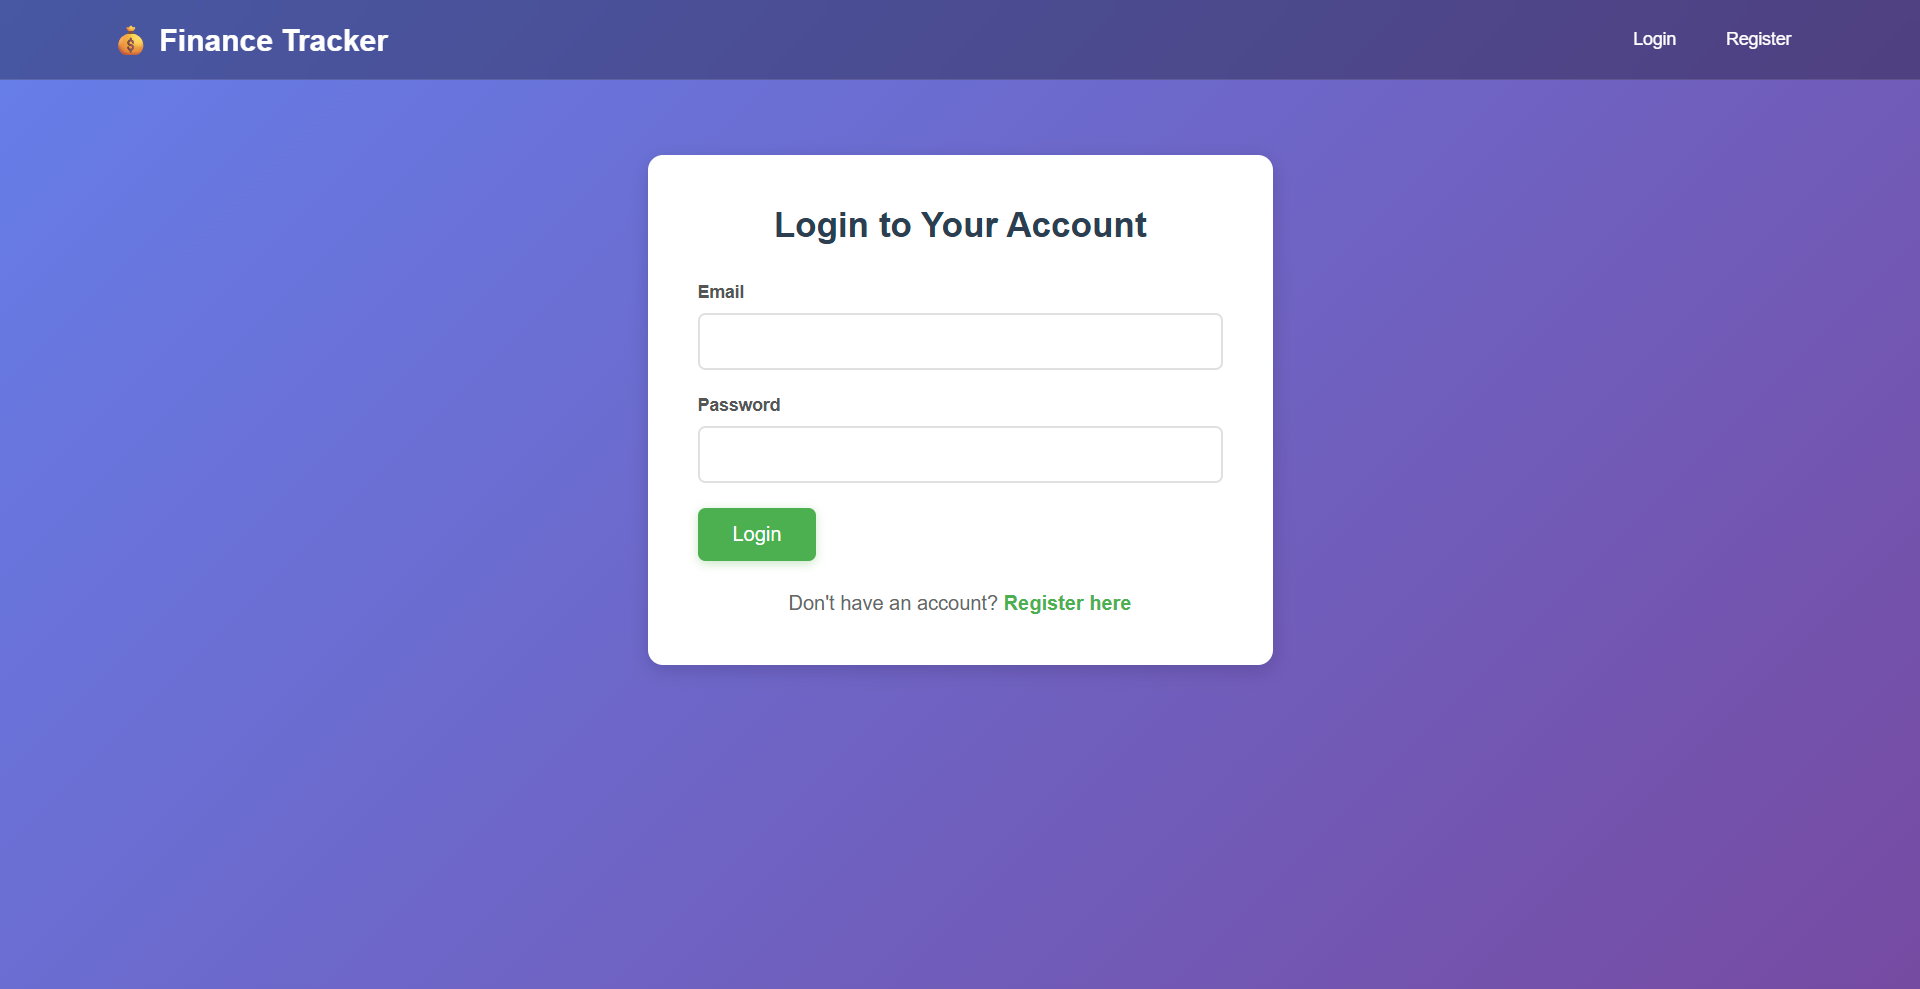 💰 Finance Tracker
Login
Register
Login to Your Account
Email
Password
Login
Don't have an account? Register here